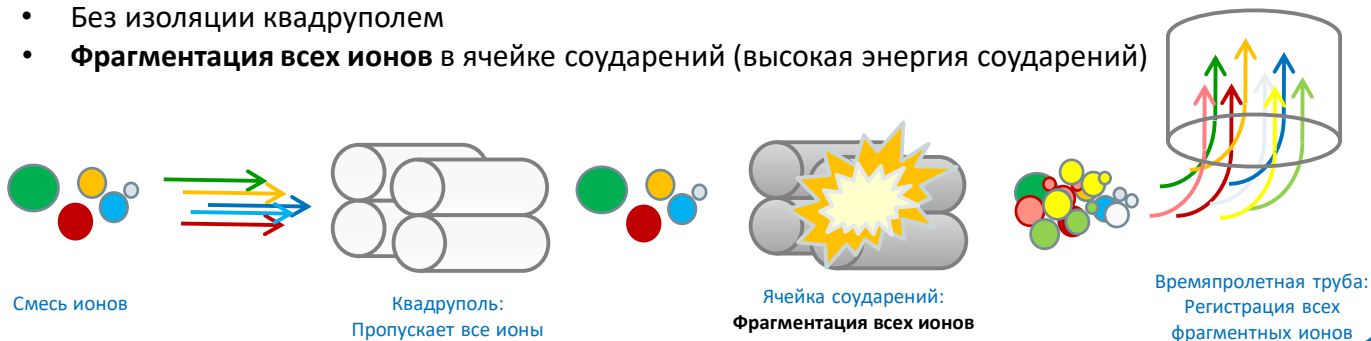 • Без изоляции квадруполем
• Фрагментация всех ионов в ячейке соударений (высокая энергия соударений)
Смесь ионов
Квадруполь:
Пропускает все ионы
Ячейка соударений:
Фрагментация всех ионов
Времяпролетная труба:
Регистрация всех
фрагментных ионов